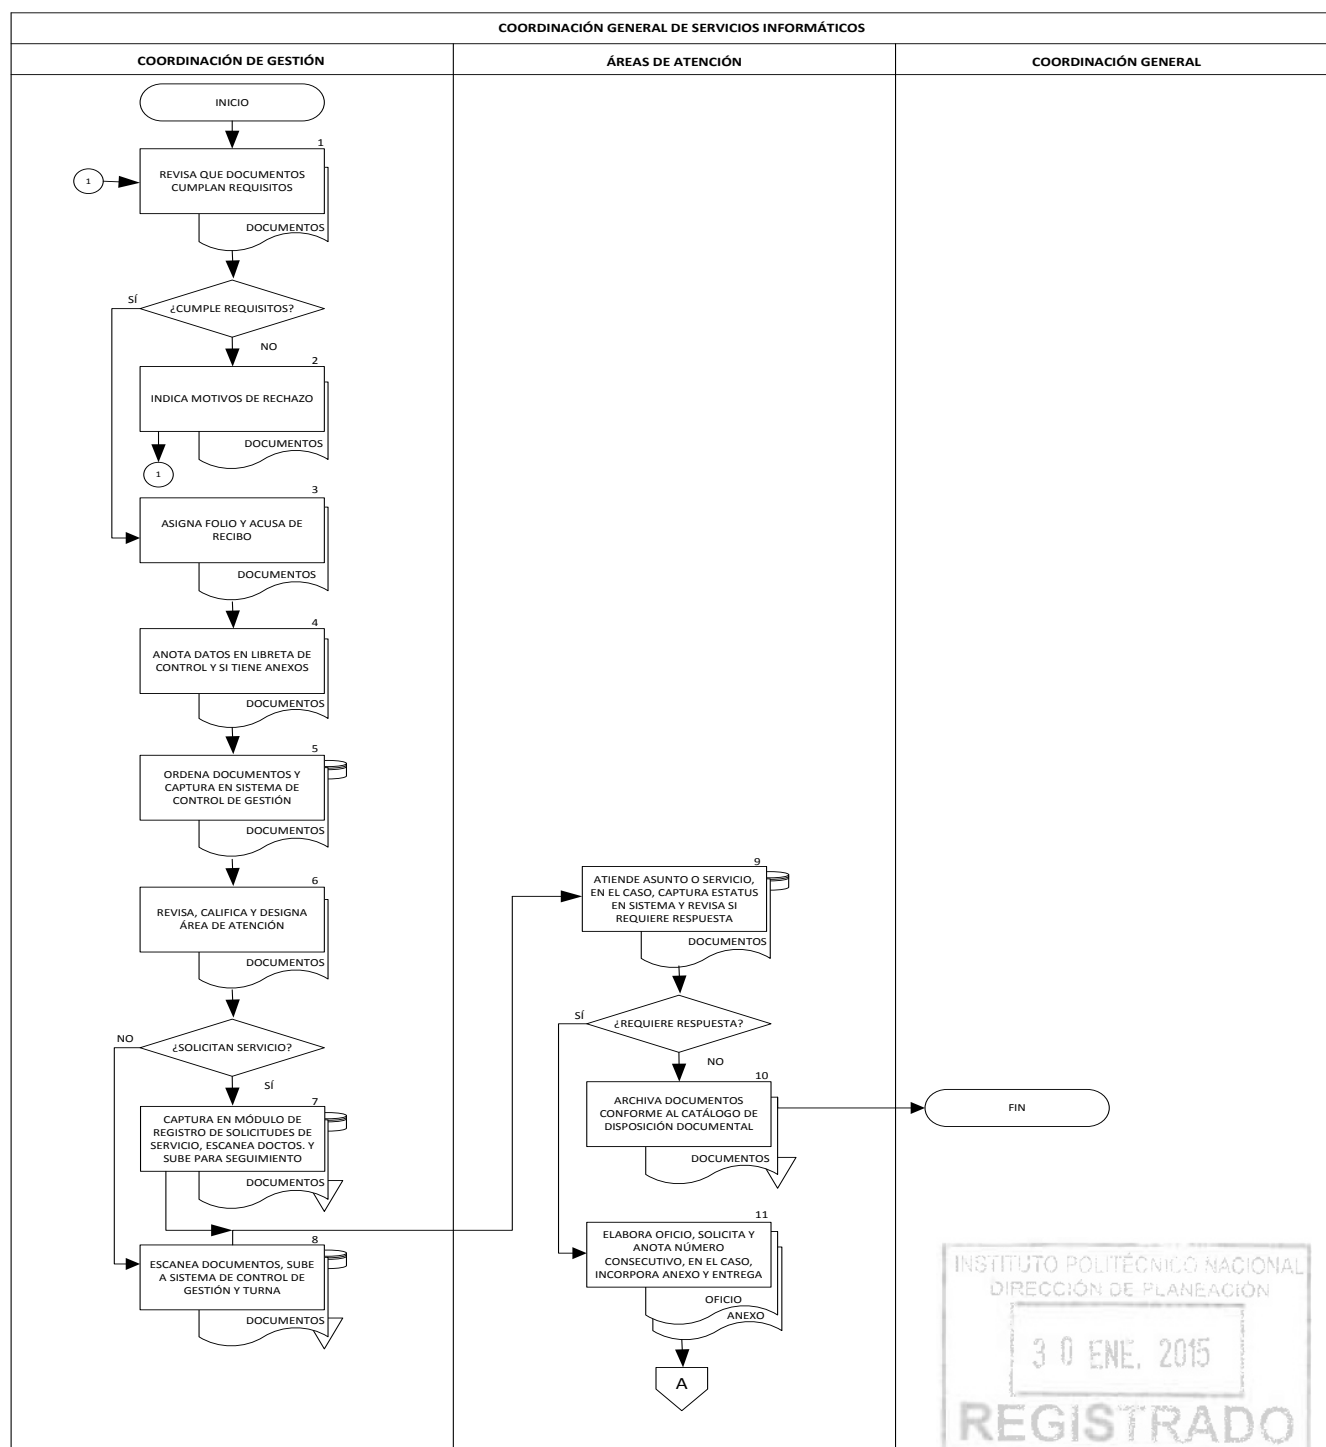 COORDINACIÓN GENERAL DE SERVICIOS INFORMÁTICOS
COORDINACIÓN DE GESTIÓN
ÁREAS DE ATENCIÓN
COORDINACIÓN GENERAL
INICIO
1
REVISA QUE DOCUMENTOS
CUMPLAN REQUISITOS
1
DOCUMENTOS
¿CUMPLE REQUISITOS?
SÍ
NO
2
INDICA MOTIVOS DE RECHAZO
DOCUMENTOS
1
3
ASIGNA FOLIO Y ACUSA DE
RECIBO
DOCUMENTOS
4
ANOTA DATOS EN LIBRETA DE
CONTROL Y SI TIENE ANEXOS
DOCUMENTOS
5
ORDENA DOCUMENTOS Y
CAPTURA EN SISTEMA DE
CONTROL DE GESTIÓN
DOCUMENTOS
6
REVISA, CALIFICA Y DESIGNA
ÁREA DE ATENCIÓN
DOCUMENTOS
¿SOLICITAN SERVICIO?
NO
SÍ
7
CAPTURA EN MÓDULO DE
REGISTRO DE SOLICITUDES DE
SERVICIO, ESCANEA DOCTOS. Y
SUBE PARA SEGUIMIENTO
DOCUMENTOS
8
ESCANEA DOCUMENTOS, SUBE
A SISTEMA DE CONTROL DE
GESTIÓN Y TURNA
DOCUMENTOS
9
ATIENDE ASUNTO O SERVICIO,
EN EL CASO, CAPTURA ESTATUS
EN SISTEMA Y REVISA SI
REQUIERE RESPUESTA
DOCUMENTOS
¿REQUIERE RESPUESTA?
SÍ
NO
10
ARCHIVA DOCUMENTOS
CONFORME AL CATÁLOGO DE
DISPOSICIÓN DOCUMENTAL
DOCUMENTOS
11
ELABORA OFICIO, SOLICITA Y
ANOTA NÚMERO
CONSECUTIVO, EN EL CASO,
INCORPORA ANEXO Y ENTREGA
OFICIO
ANEXO
A
FIN
INSTITUTO POLITÉCNICO NACIONAL
DIRECCIÓN DE PLANEACIÓN
30 ENE. 2015
REGISTRADO